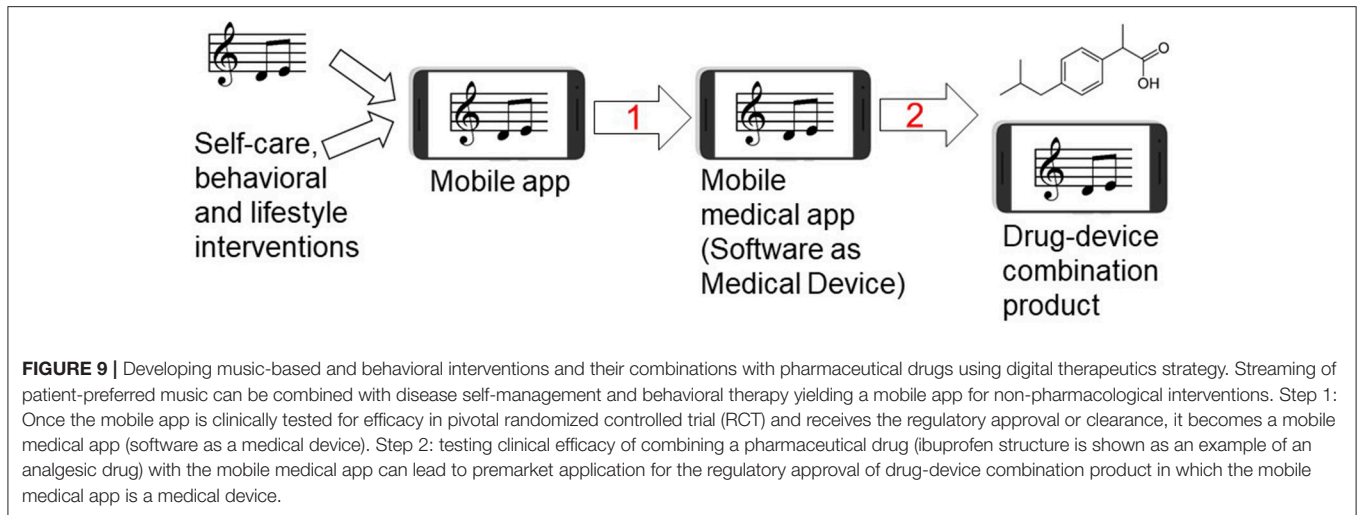 O
OH
1
2
Self-care,
behavioral
and lifestyle
interventions
Mobile app
Mobile
medical app
(Software as
Medical Device)
Drug-device
combination
product
FIGURE 9 | Developing music-based and behavioral interventions and their combinations with pharmaceutical drugs using digital therapeutics strategy. Streaming of
patient-preferred music can be combined with disease self-management and behavioral therapy yielding a mobile app for non-pharmacological interventions. Step 1:
Once the mobile app is clinically tested for efficacy in pivotal randomized controlled trial (RCT) and receives the regulatory approval or clearance, it becomes a mobile
medical app (software as a medical device). Step 2: testing clinical efficacy of combining a pharmaceutical drug (ibuprofen structure is shown as an example of an
analgesic drug) with the mobile medical app can lead to premarket application for the regulatory approval of drug-device combination product in which the mobile
medical app is a medical device.